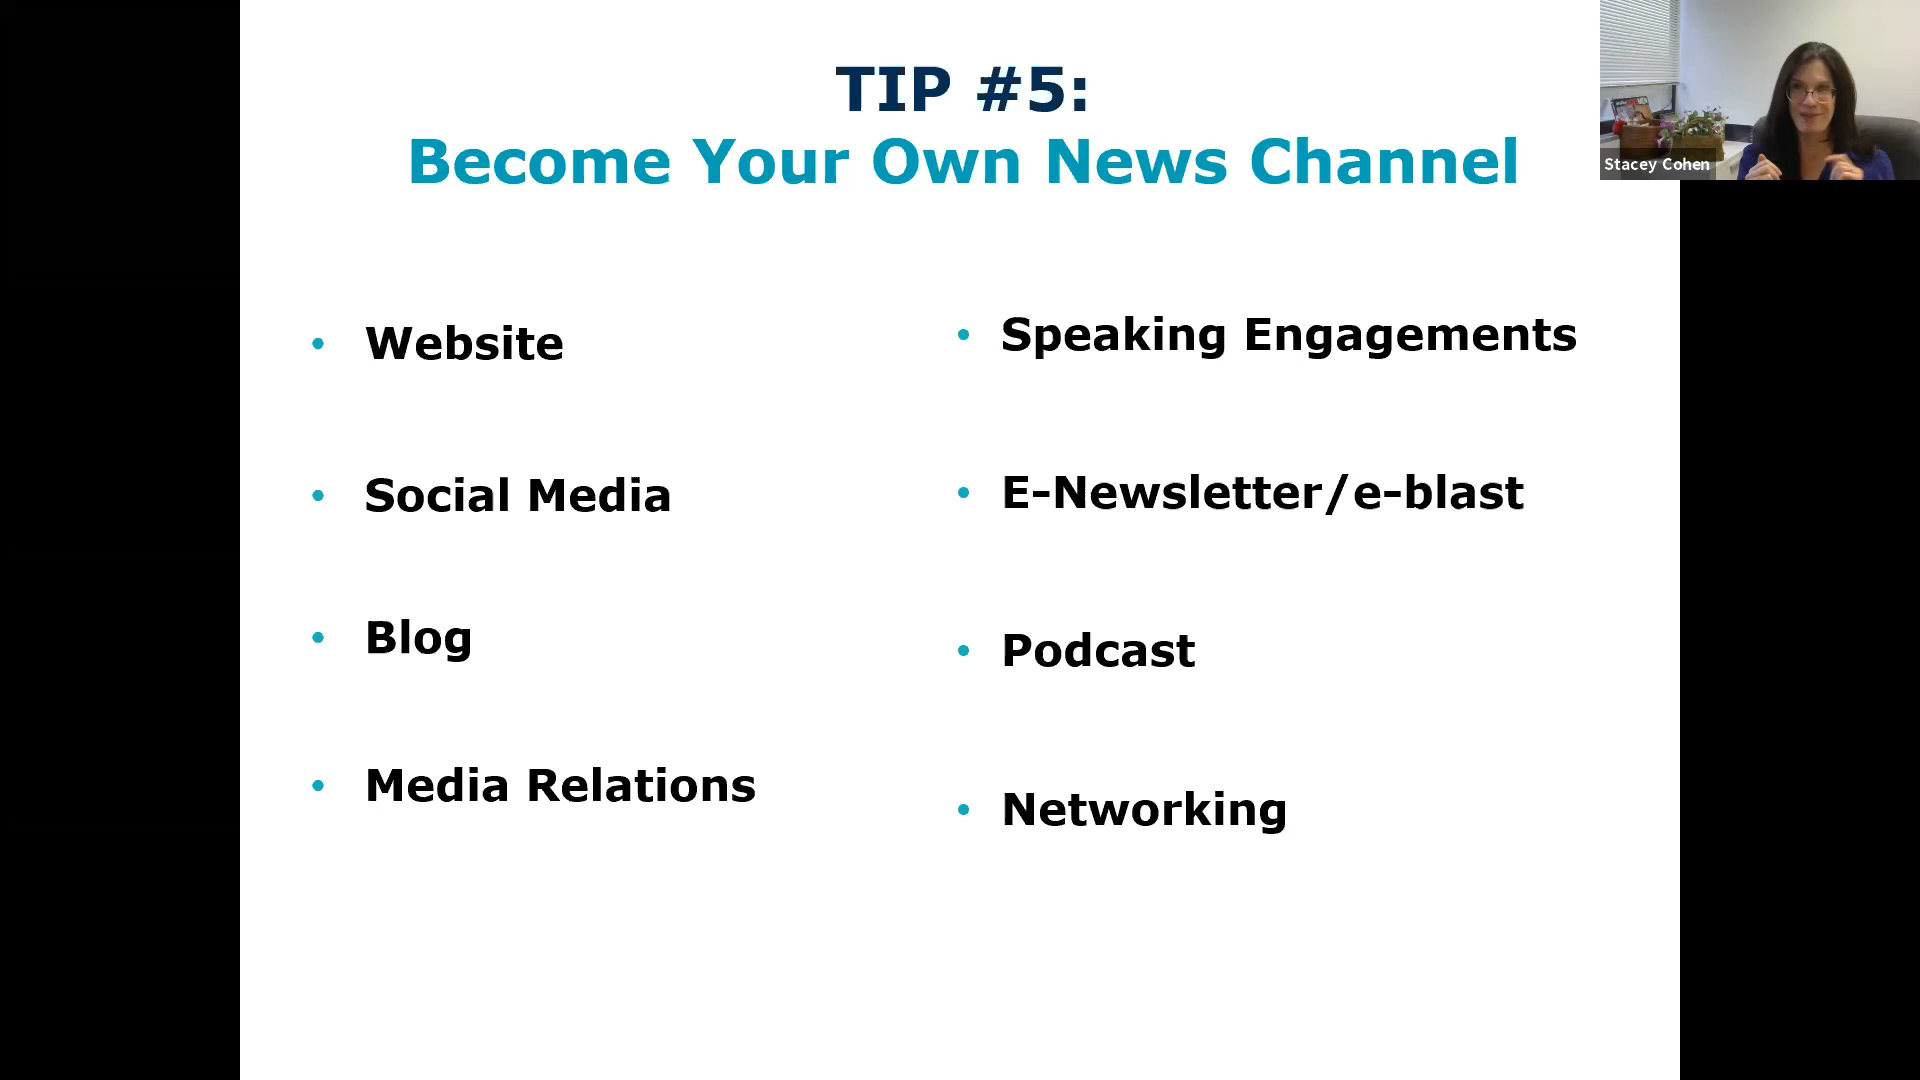 TIP #5:
Become Your Own News Channel
• Website
• Social Media
• Blog
• Media Relations
• Speaking Engagements
• E-Newsletter/e-blast
• Podcast
• Networking
Stacey Cohen